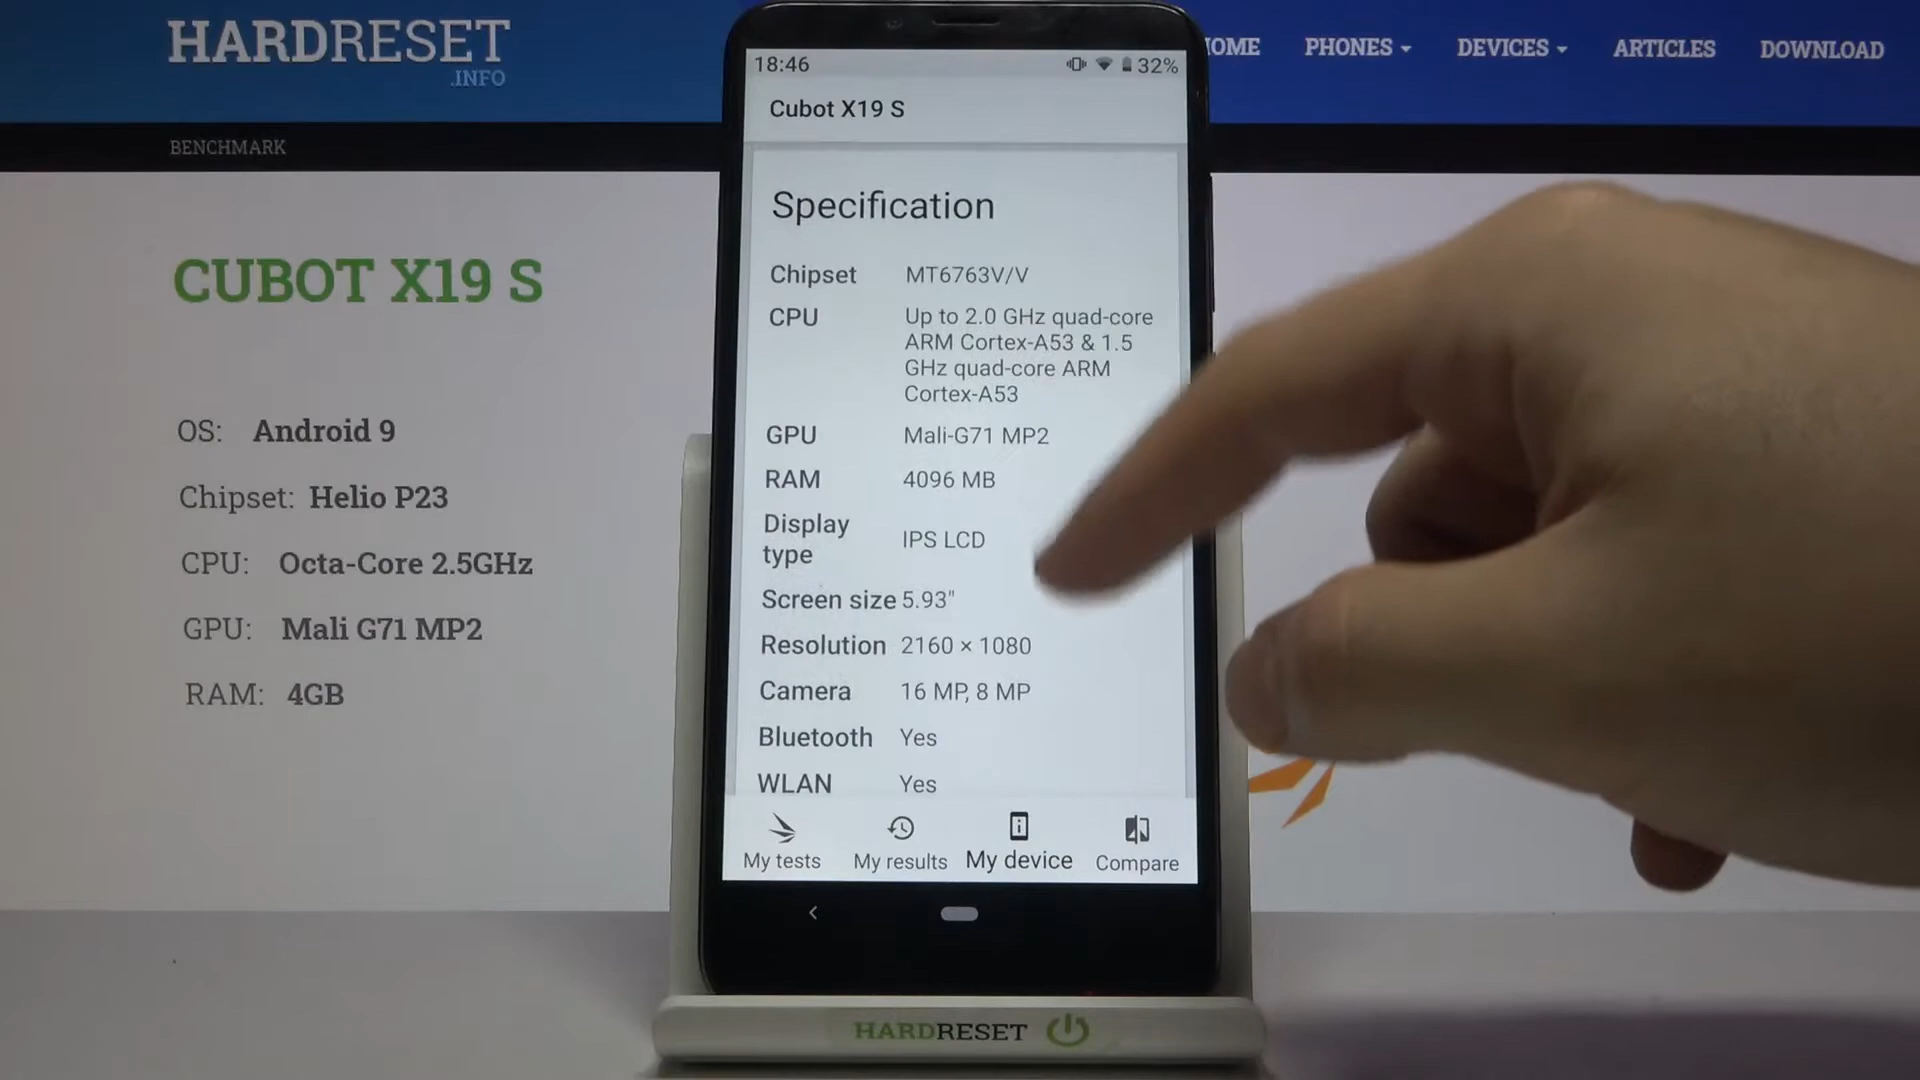 HARDRESET
.INFO
HOME PHONES DEVICES ARTICLES DOWNLOAD
BENCHMARK
CUBOT X19 S
OS: Android 9
Chipset: Helio P23
CPU: Octa-Core 2.5GHz
GPU: Mali G71 MP2
RAM: 4GB
18:46 32%
Cubot X19 S
Specification
Chipset MT6763V/V
CPU Up to 2.0 GHz quad-core
ARM Cortex-A53 & 1.5
GHz quad-core ARM
Cortex-A53
GPU Mali-G71 MP2
RAM 4096 MB
Display
type IPS LCD
Screen size 5.93"
Resolution 2160 × 1080
Camera 16 MP, 8 MP
Bluetooth Yes
WLAN Yes
My tests My results My device Compare
HARDRESET